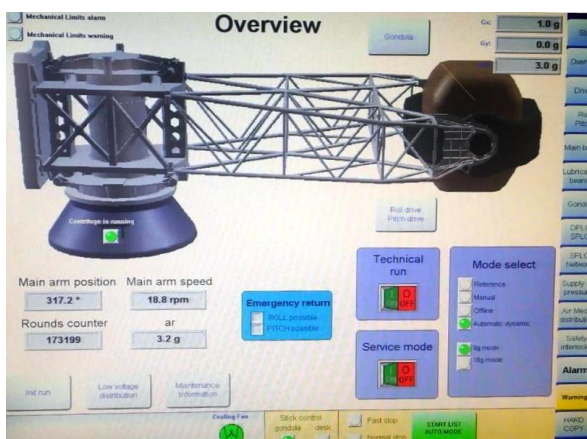 Mechanical Limits alarm
Mechanical Limits warning
Overview
Gondola
Gx:
1.0 g
Gy:
0.0 g
3.0 g
Centrifuge is running
Roll drive
Pitch drive
Main arm position
Main arm speed
317.2 °
18.8 rpm
Rounds counter
ar
173199
3.2 g
Emergency return
ROLL possible
PITCH possible
Technical
run
I
ON
O
OFF
Service mode
I
ON
O
OFF
Mode select
Reference
Manual
Offline
Automatic dynamic
9g mode
Init run
Low voltage
distribution
Maintenance
Information
Cooling Fan
Stick control
gondola desk
Fast stop
Normal stop
START LIST
AUTO MODE
Main b
Alarm
Warning
HARD
COPY